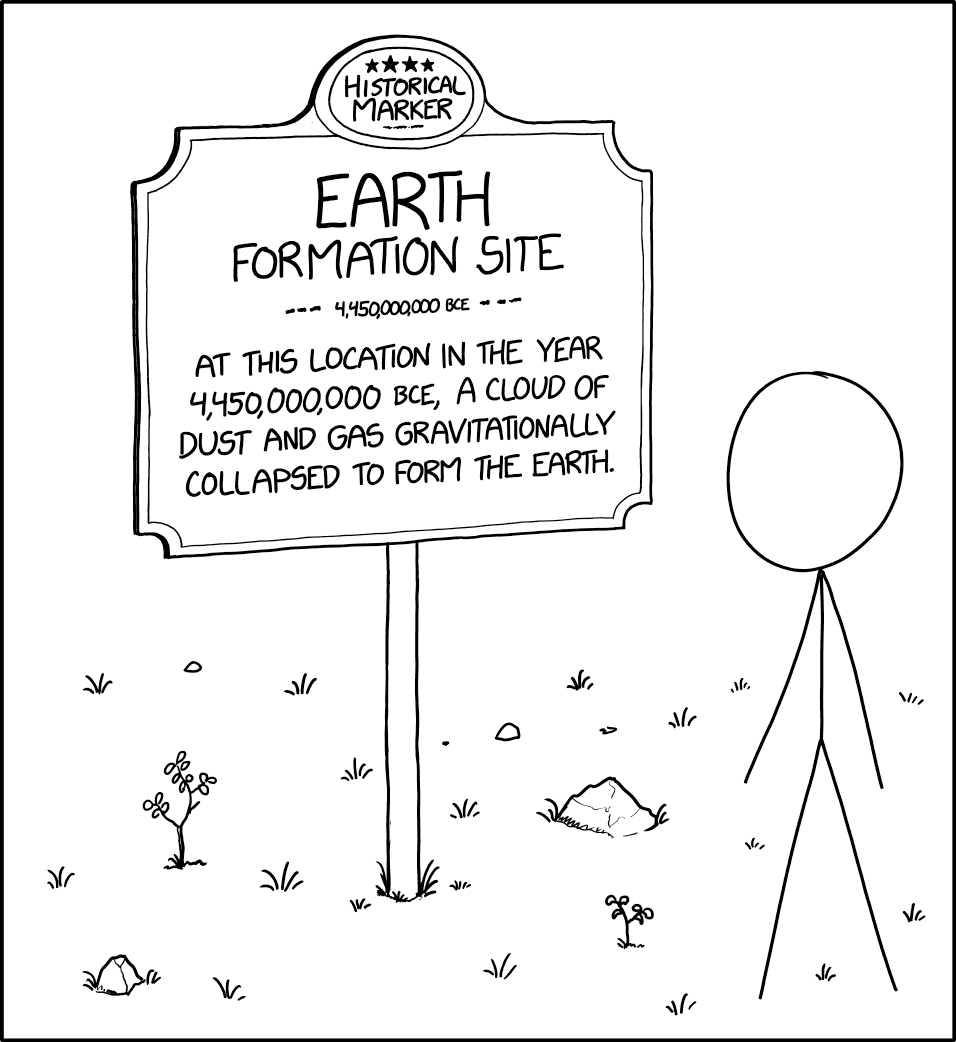 ★★★★
HISTORICAL
MARKER
EARTH
FORMATION SITE
--- 4,450,000,000 BCE ---
AT THIS LOCATION IN THE YEAR
4,450,000,000 BCE, A CLOUD OF
DUST AND GAS GRAVITATIONALLY
COLLAPSED TO FORM THE EARTH.